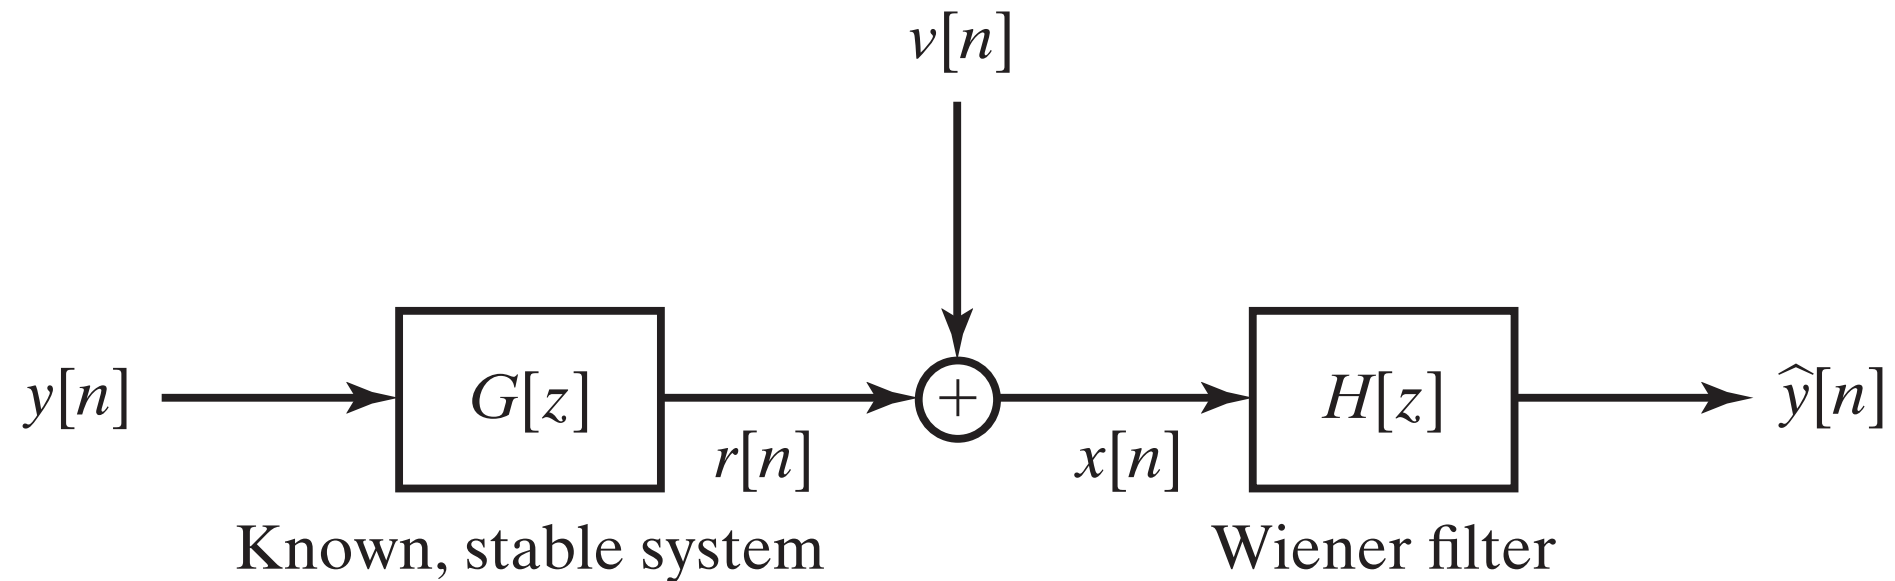 v[n]
y[n]
G[z]
r[n]
+
x[n]
H[z]
ŷ[n]
Known, stable system
Wiener filter